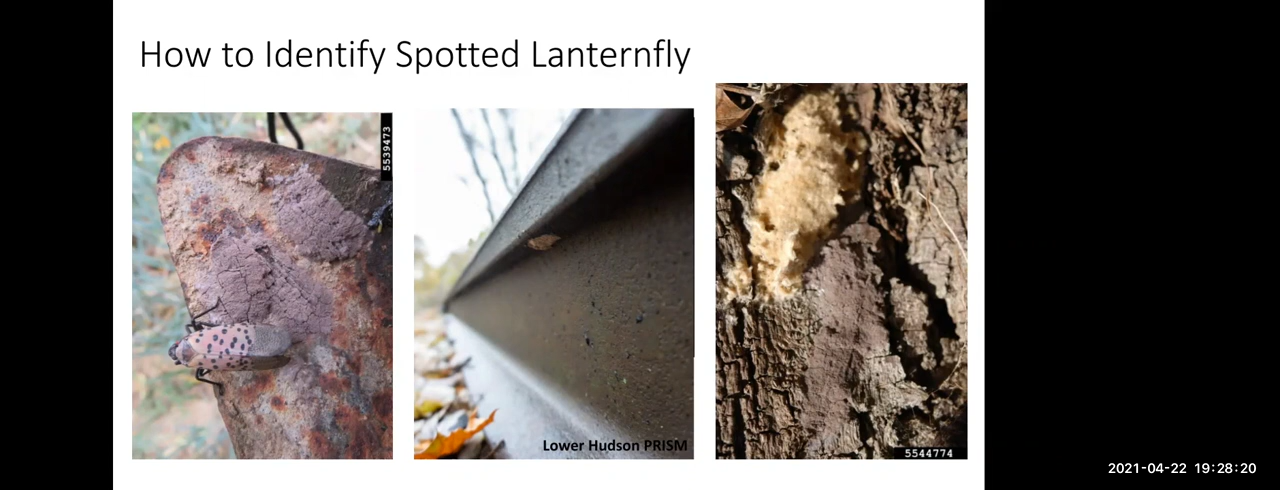 How to Identify Spotted Lanternfly
5539473
Lower Hudson PRISM
5544774
2021-04-22 19:28:20